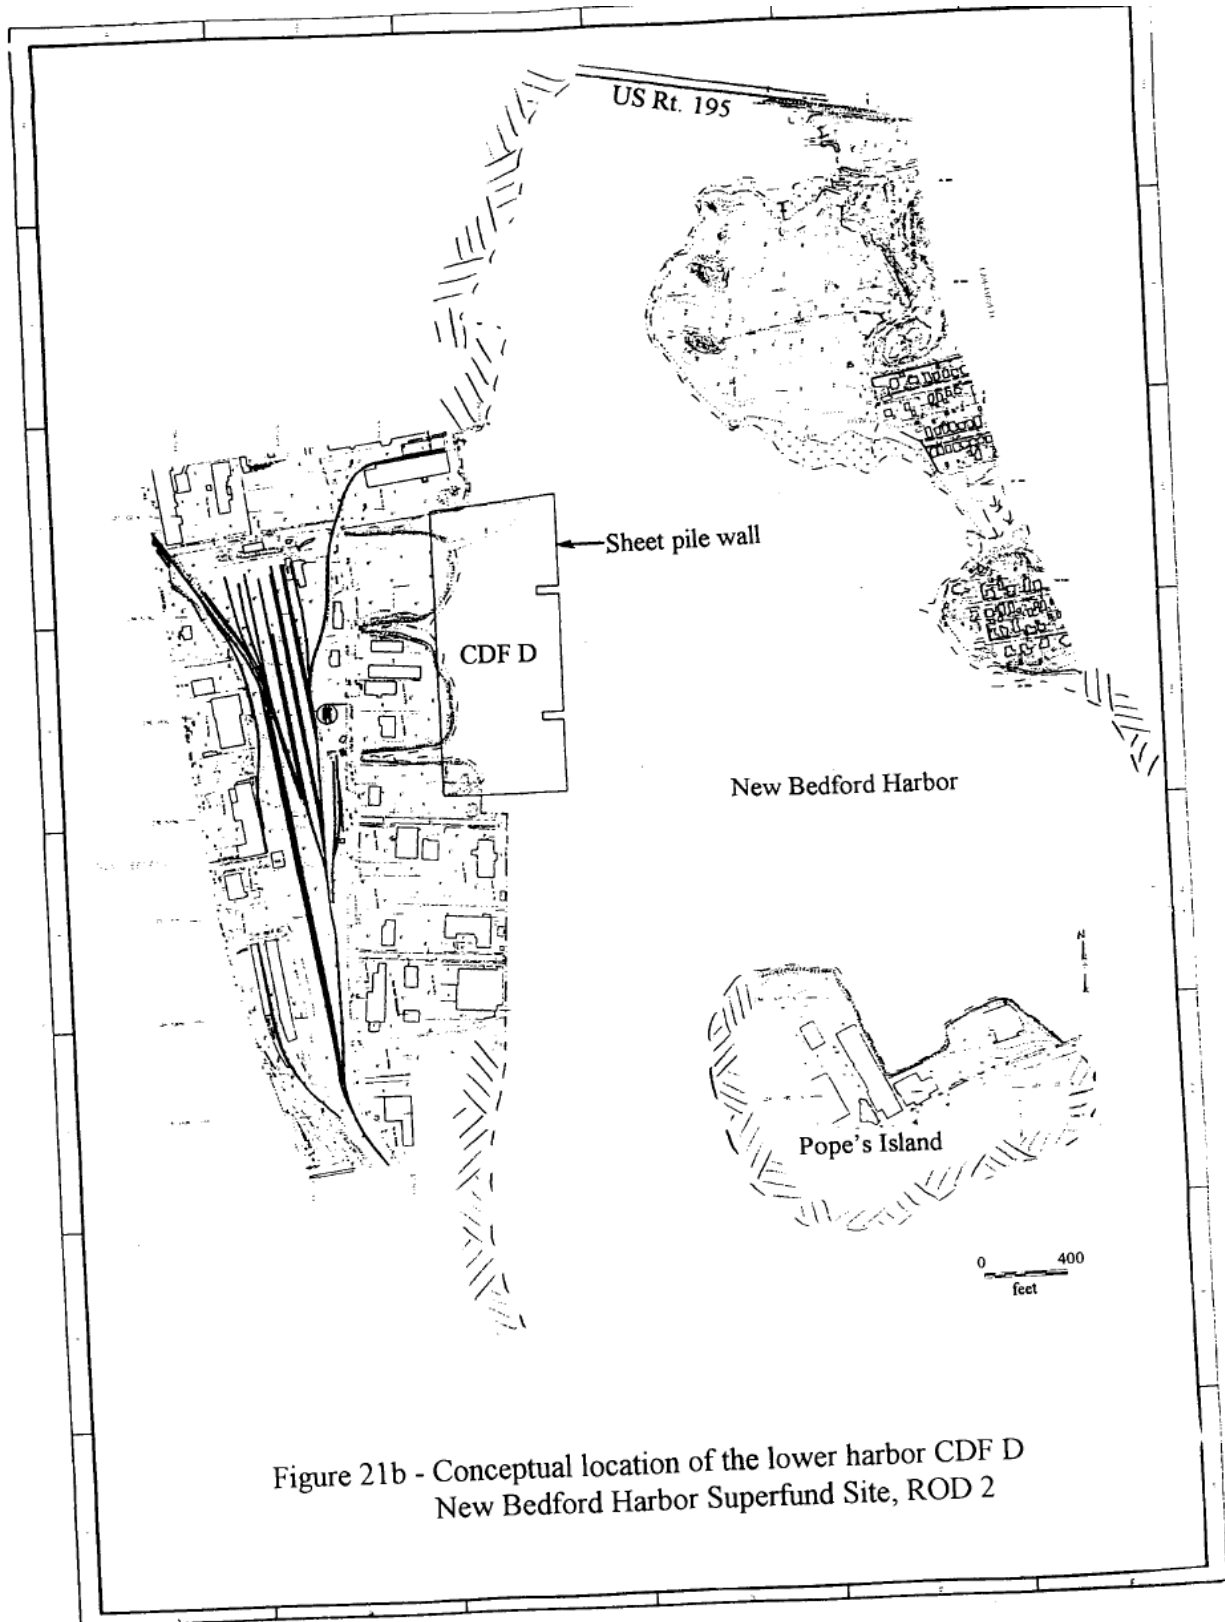 US Rt. 195
Sheet pile wall
CDF D
New Bedford Harbor
N
Pope's Island
0 400
feet
Figure 21b - Conceptual location of the lower harbor CDF D
New Bedford Harbor Superfund Site, ROD 2